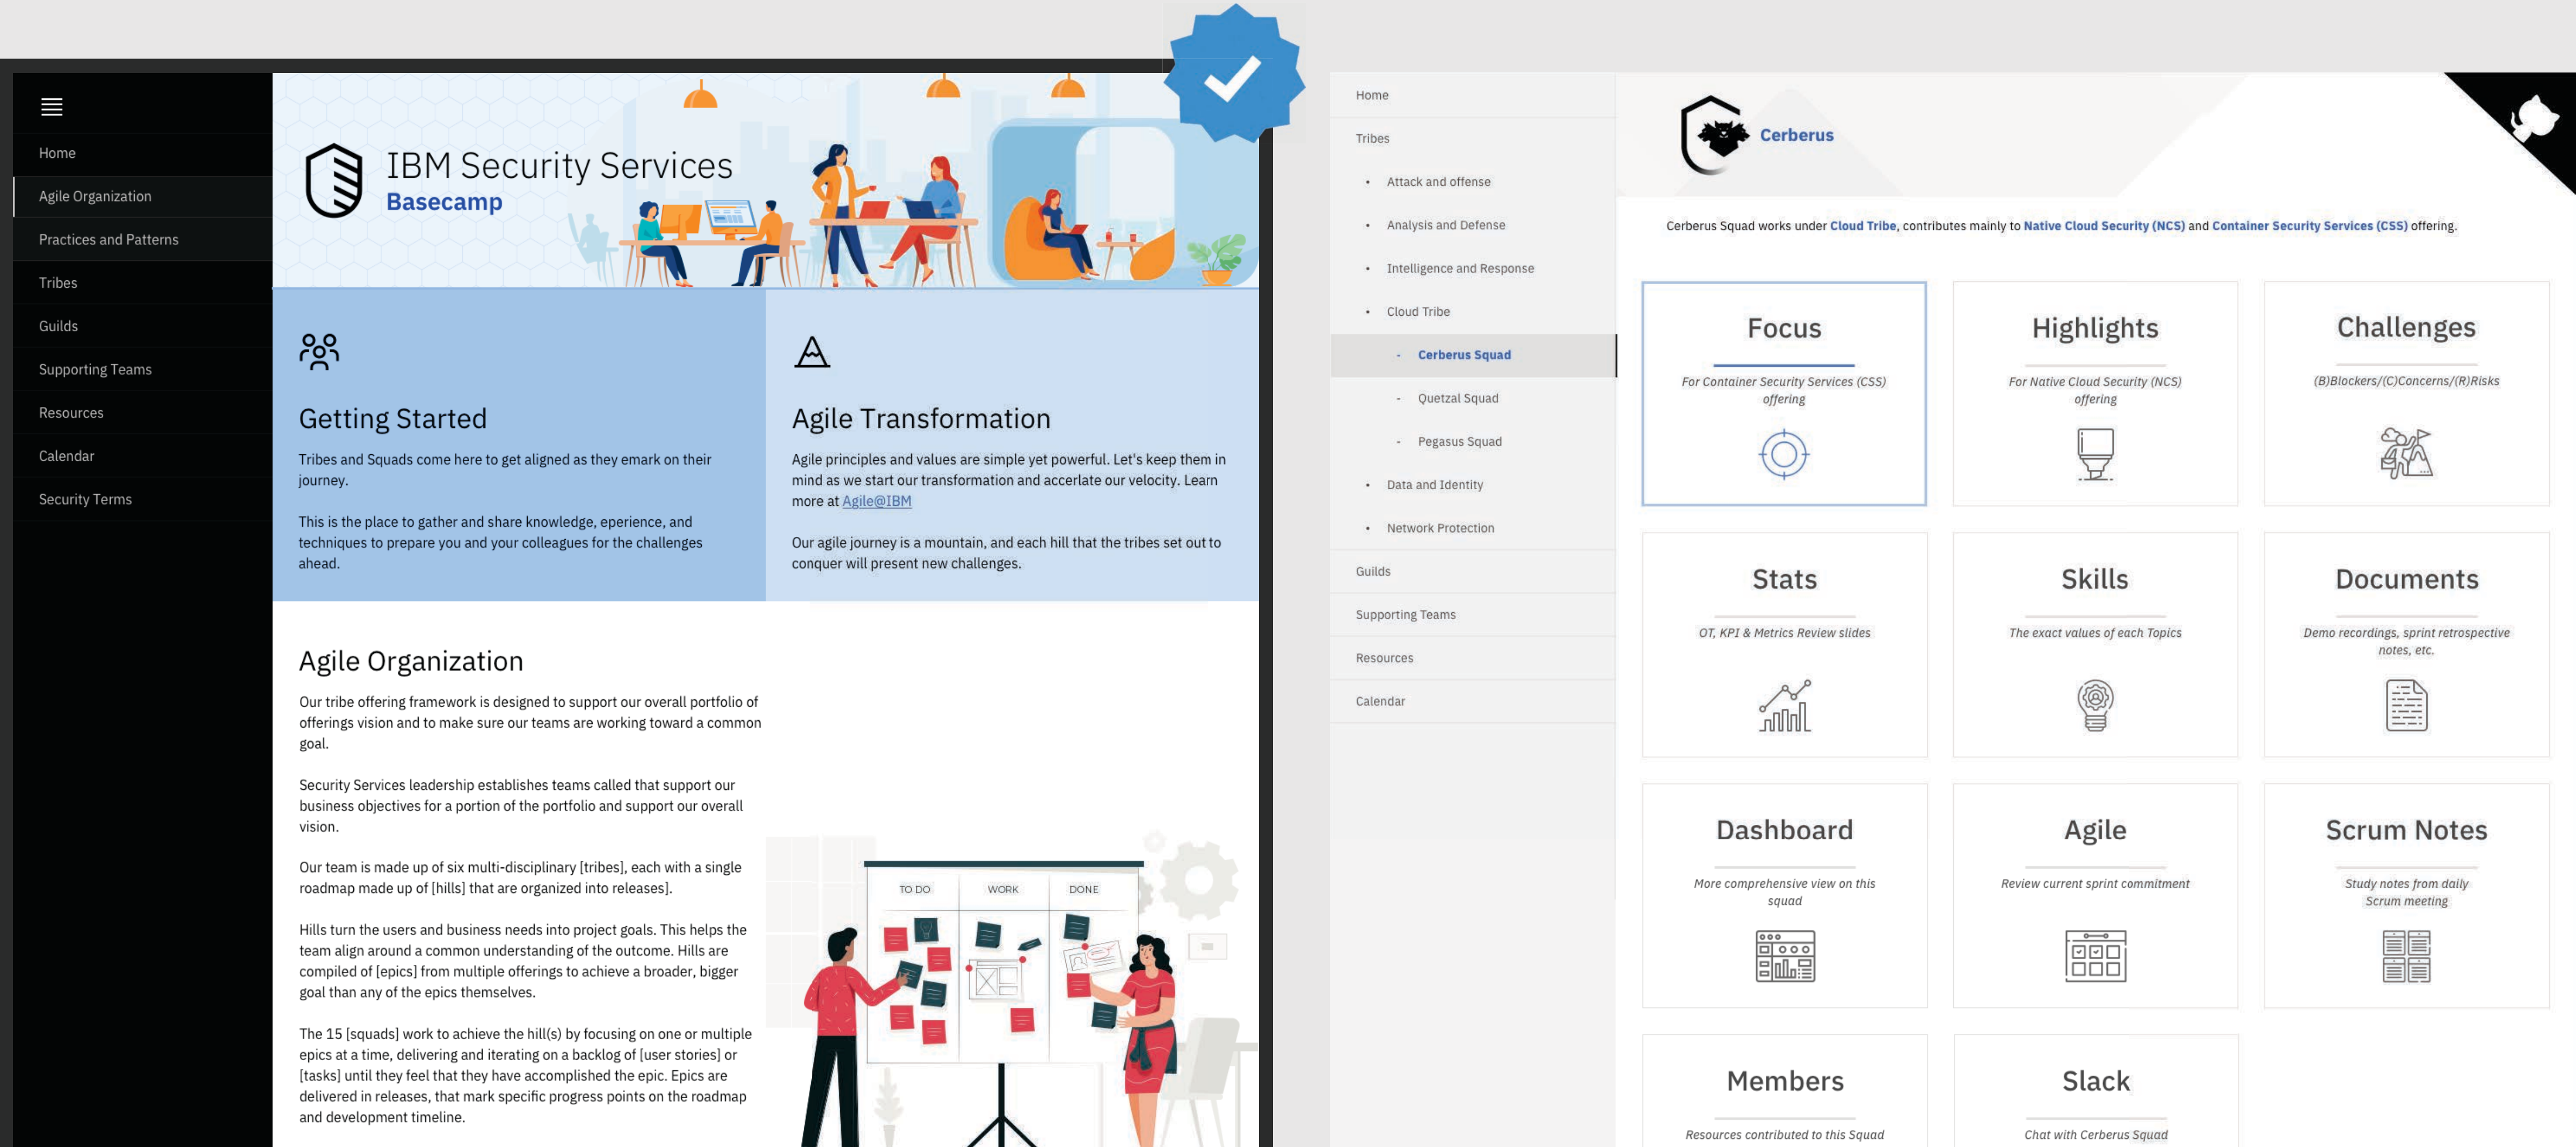 Home
Agile Organization
Practices and Patterns
Tribes
Guilds
Supporting Teams
Resources
Calendar
Security Terms
IBM Security Services
Basecamp
Getting Started
Tribes and Squads come here to get aligned as they emark on their
journey.
This is the place to gather and share knowledge, eperience, and
techniques to prepare you and your colleagues for the challenges
ahead.
Agile Transformation
Agile principles and values are simple yet powerful. Let's keep them in
mind as we start our transformation and accerlate our velocity. Learn
more at Agile@IBM
Our agile journey is a mountain, and each hill that the tribes set out to
conquer will present new challenges.
Agile Organization
Our tribe offering framework is designed to support our overall portfolio of
offerings vision and to make sure our teams are working toward a common
goal.
Security Services leadership establishes teams called that support our
business objectives for a portion of the portfolio and support our overall
vision.
Our team is made up of six multi-disciplinary [tribes], each with a single
roadmap made up of [hills] that are organized into releases].
Hills turn the users and business needs into project goals. This helps the
team align around a common understanding of the outcome. Hills are
compiled of [epics] from multiple offerings to achieve a broader, bigger
goal than any of the epics themselves.
The 15 [squads] work to achieve the hill(s) by focusing on one or multiple
epics at a time, delivering and iterating on a backlog of [user stories] or
[tasks] until they feel that they have accomplished the epic. Epics are
delivered in releases, that mark specific progress points on the roadmap
and development timeline.
TO DO
WORK
DONE
Home
Tribes
• Attack and offense
• Analysis and Defense
• Intelligence and Response
• Cloud Tribe
- Cerberus Squad
- Quetzal Squad
- Pegasus Squad
• Data and Identity
• Network Protection
Guilds
Supporting Teams
Resources
Calendar
Cerberus
Cerberus Squad works under Cloud Tribe, contributes mainly to Native Cloud Security (NCS) and Container Security Services (CSS) offering.
Focus
For Container Security Services (CSS)
offering
Highlights
For Native Cloud Security (NCS)
offering
Challenges
(B)Blockers/(C)Concerns/(R)Risks
Stats
OT, KPI & Metrics Review slides
Skills
The exact values of each Topics
Documents
Demo recordings, sprint retrospective
notes, etc.
Dashboard
More comprehensive view on this
squad
Agile
Review current sprint commitment
Scrum Notes
Study notes from daily
Scrum meeting
Members
Resources contributed to this Squad
Slack
Chat with Cerberus Squad